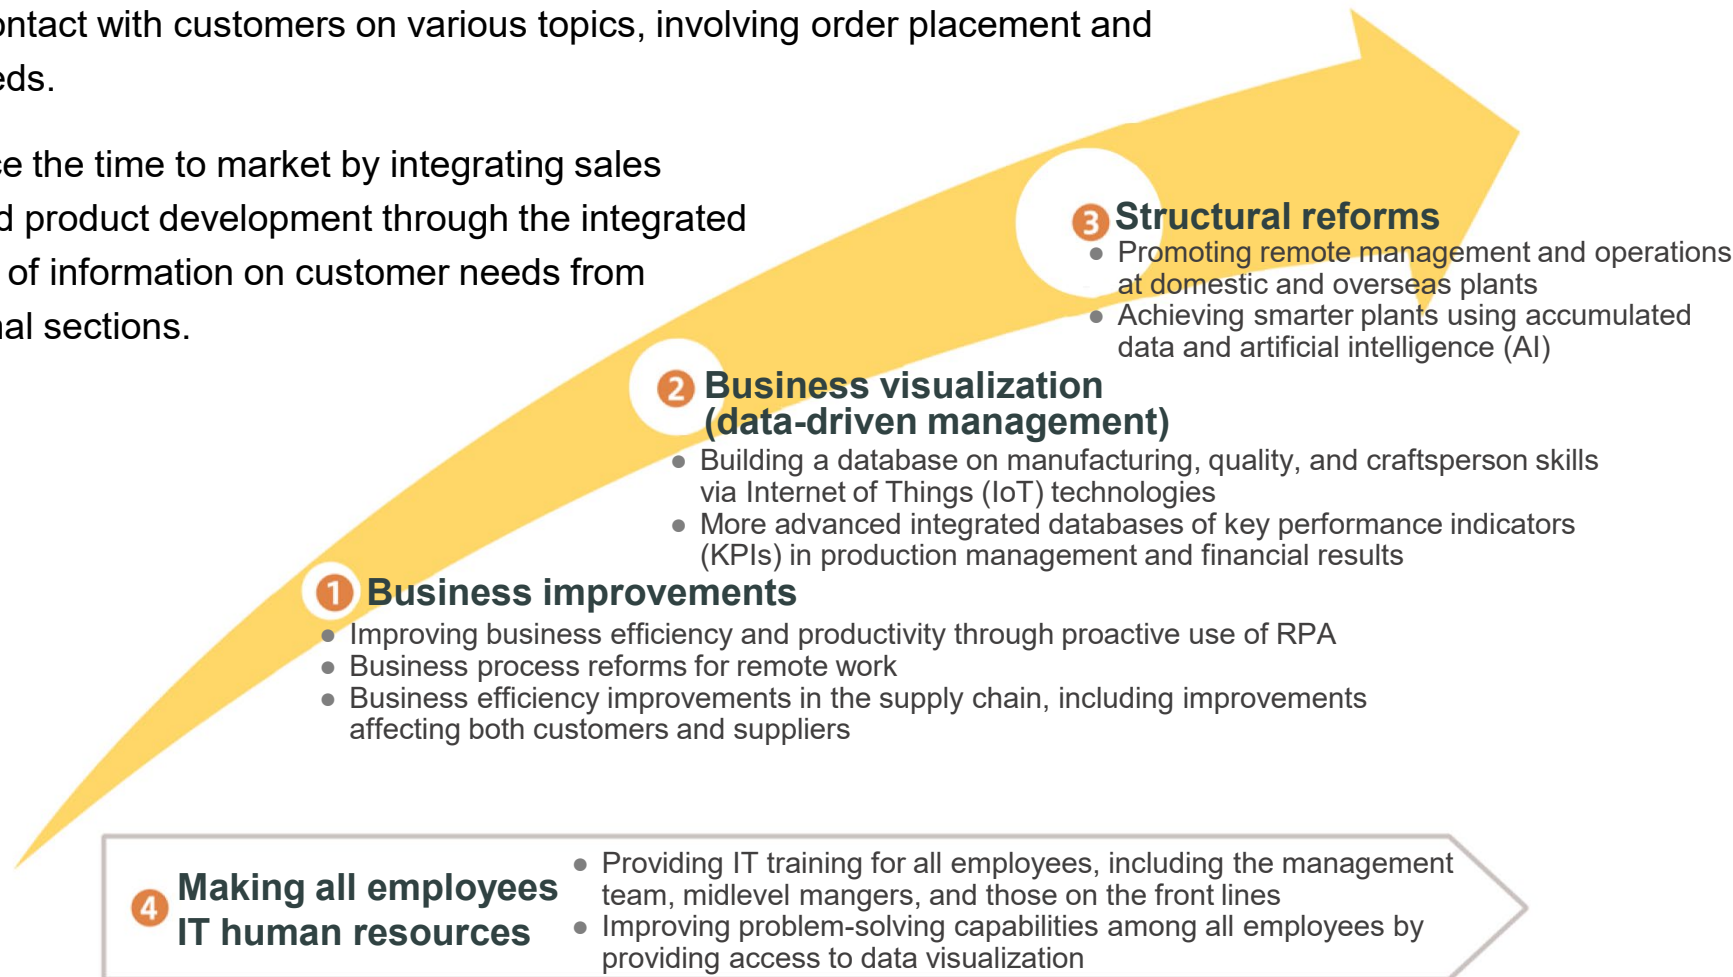 ontact with customers on various topics, involving order placement and
eds.
ce the time to market by integrating sales
d product development through the integrated
of information on customer needs from
nal sections.
3 Structural reforms
● Promoting remote management and operations
at domestic and overseas plants
● Achieving smarter plants using accumulated
data and artificial intelligence (AI)
2 Business visualization
(data-driven management)
● Building a database on manufacturing, quality, and craftsperson skills
via Internet of Things (IoT) technologies
● More advanced integrated databases of key performance indicators
(KPIs) in production management and financial results
1 Business improvements
● Improving business efficiency and productivity through proactive use of RPA
● Business process reforms for remote work
● Business efficiency improvements in the supply chain, including improvements
affecting both customers and suppliers
4 Making all employees
IT human resources
● Providing IT training for all employees, including the management
team, midlevel mangers, and those on the front lines
● Improving problem-solving capabilities among all employees by
providing access to data visualization